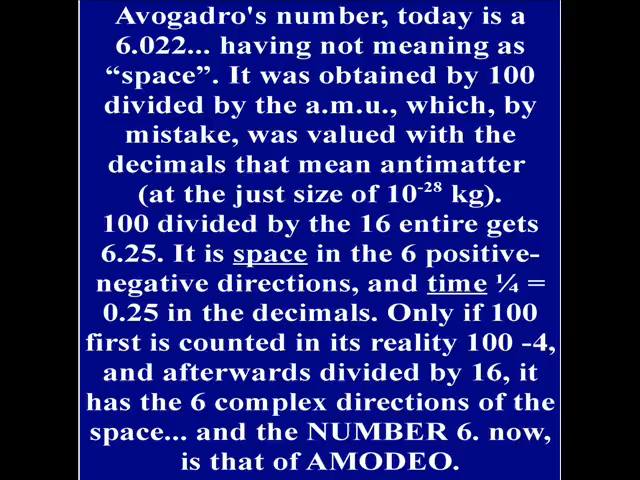 Avogadro's number, today is a
6.022... having not meaning as
“space”. It was obtained by 100
divided by the a.m.u., which, by
mistake, was valued with the
decimals that mean antimatter
(at the just size of 10⁻²⁸ kg).
100 divided by the 16 entire gets
6.25. It is space in the 6 positive-
negative directions, and time ¼ =
0.25 in the decimals. Only if 100
first is counted in its reality 100 -4,
and afterwards divided by 16, it
has the 6 complex directions of the
space... and the NUMBER 6. now,
is that of AMODEO.